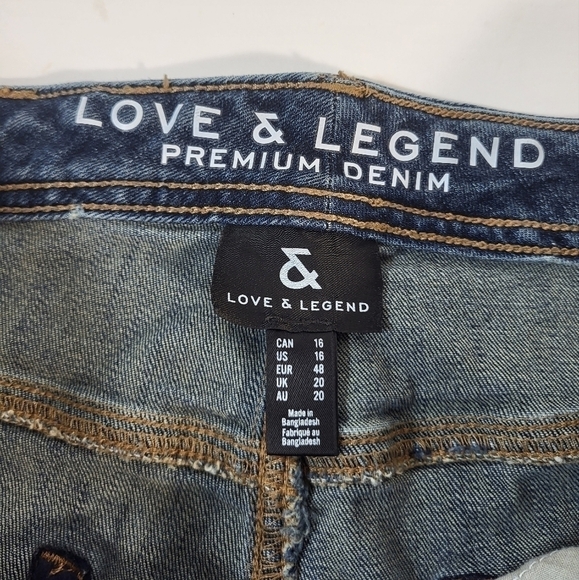 LOVE & LEGEND
PREMIUM DENIM
&
LOVE & LEGEND
CAN 16
US 16
EUR 48
UK 20
AU 20
Made in
Bangladesh
Fabriqué au
Bangladesh